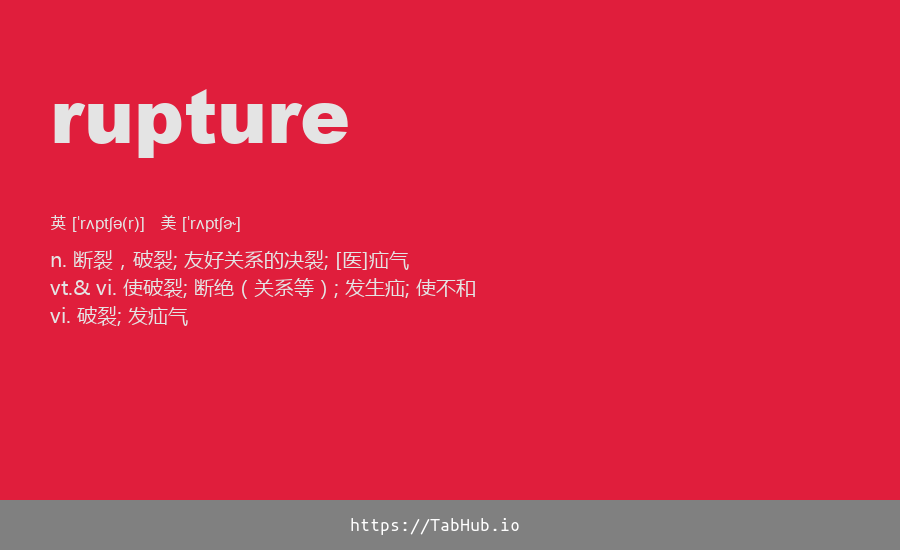 rupture
英 ['rʌptʃə(r)] 美 ['rʌptʃɚ]
n. 断裂，破裂; 友好关系的决裂; [医]疝气
vt.& vi. 使破裂; 断绝（关系等）; 发生疝; 使不和
vi. 破裂; 发疝气
https://TabHub.io